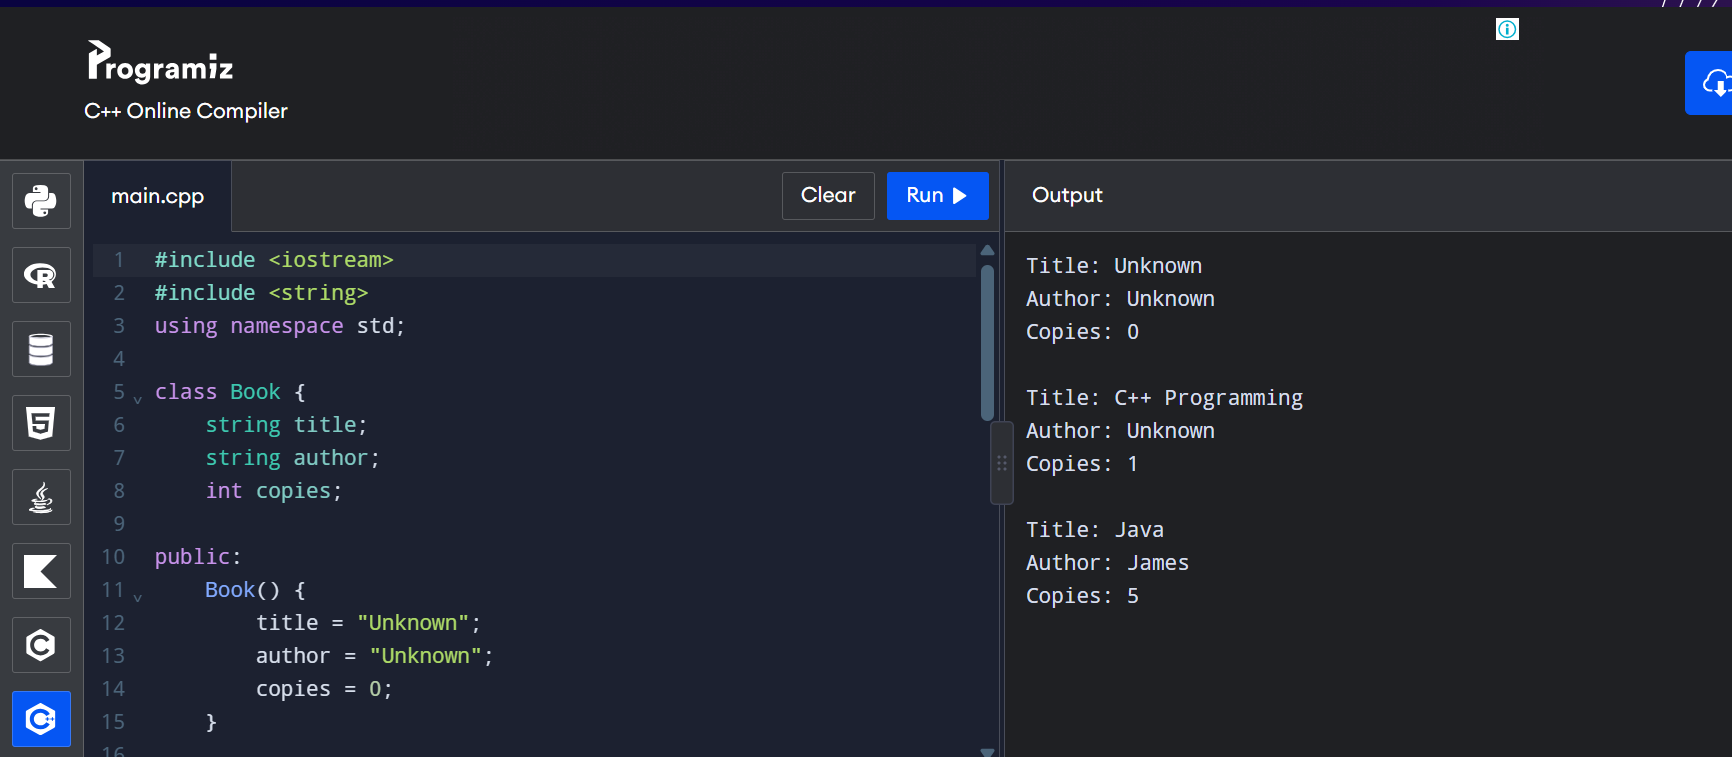 Programiz
C++ Online Compiler
main.cpp
Clear
Run
Output
1 #include <iostream>
2 #include <string>
3 using namespace std;
4
5 class Book {
6 string title;
7 string author;
8 int copies;
9
10 public:
11 Book() {
12 title = "Unknown";
13 author = "Unknown";
14 copies = 0;
15 }
16
Title: Unknown
Author: Unknown
Copies: 0
Title: C++ Programming
Author: Unknown
Copies: 1
Title: Java
Author: James
Copies: 5